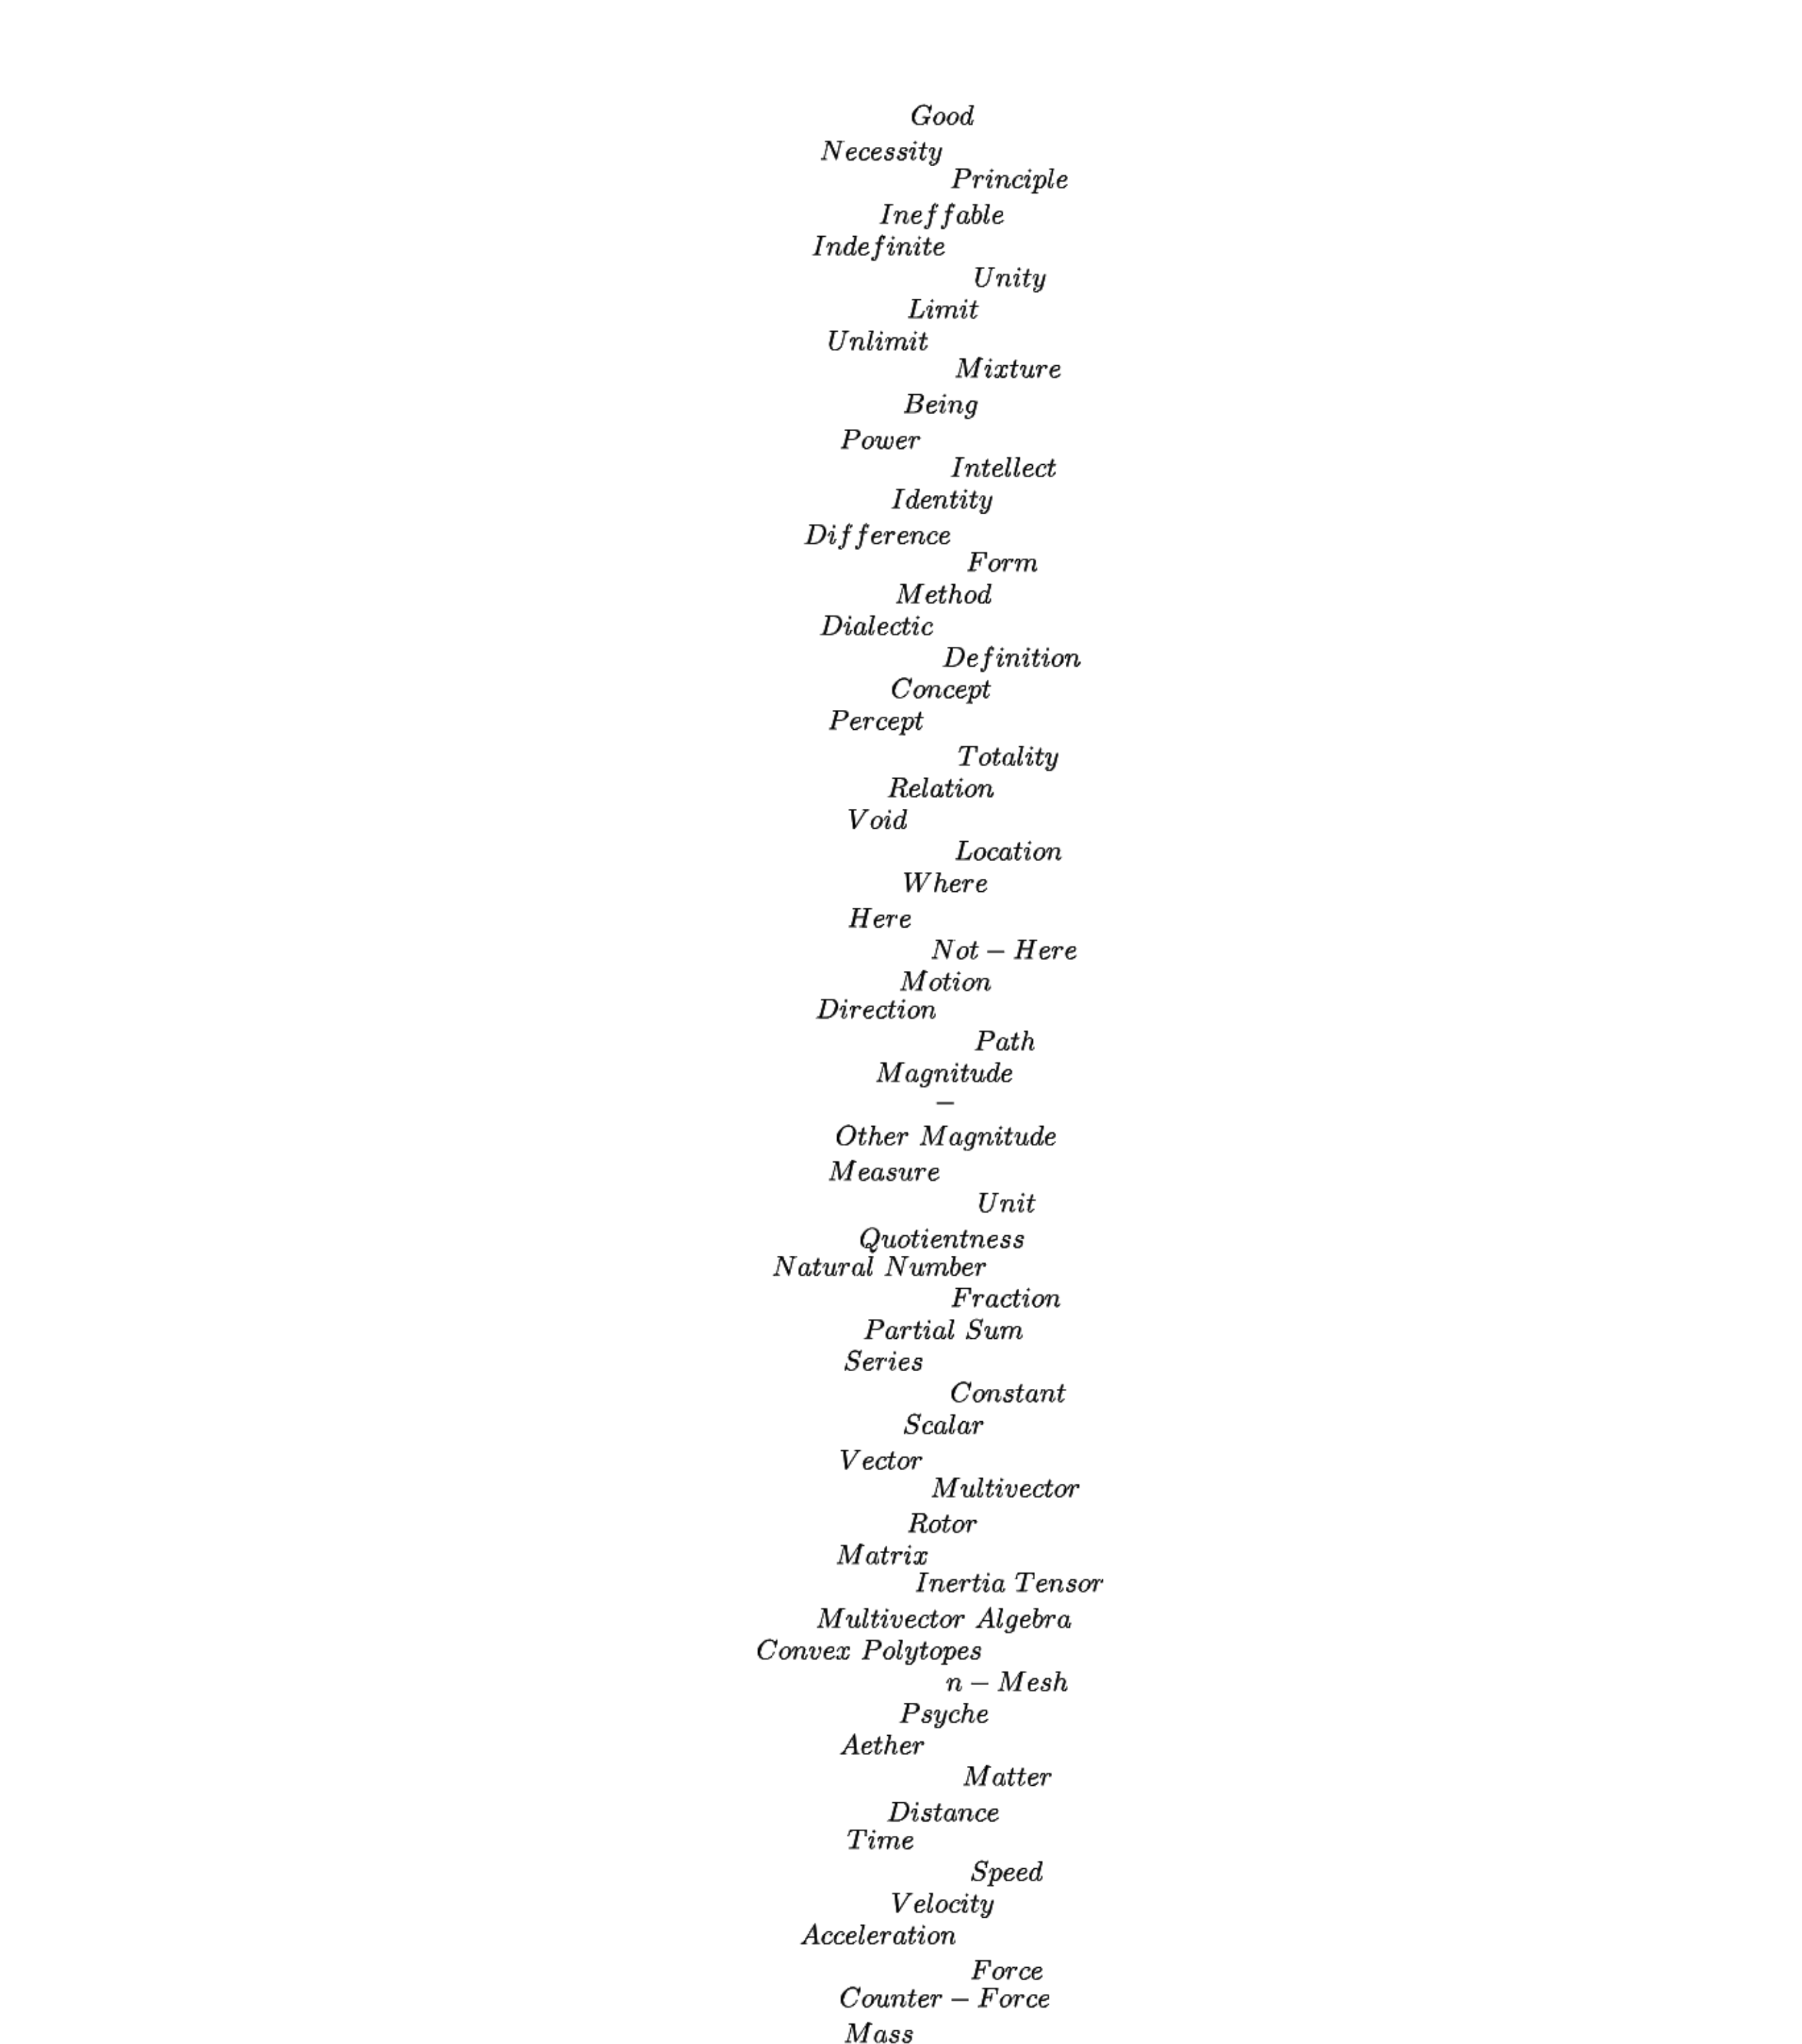 Good
Necessity
Principle
Ineffable
Indefinite
Unity
Limit
Unlimit
Mixture
Being
Power
Intellect
Identity
Difference
Form
Method
Dialectic
Definition
Concept
Percept
Totality
Relation
Void
Location
Where
Here
Not – Here
Motion
Direction
Path
Magnitude
–
Other Magnitude
Measure
Unit
Quotientness
Natural Number
Fraction
Partial Sum
Series
Constant
Scalar
Vector
Multivector
Rotor
Matrix
Inertia Tensor
Multivector Algebra
Convex Polytopes
n – Mesh
Psyche
Aether
Matter
Distance
Time
Speed
Velocity
Acceleration
Force
Counter – Force
Mass